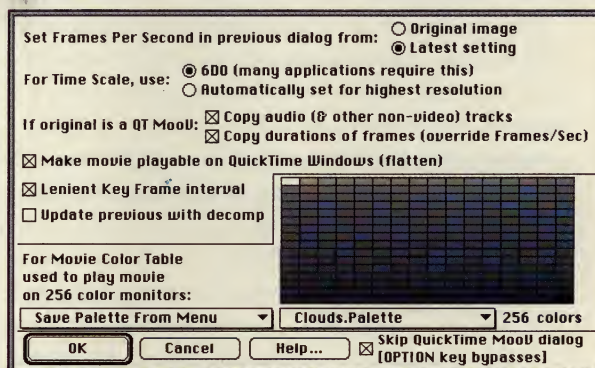 Set Frames Per Second in previous dialog from:
Original image
Latest setting
For Time Scale, use:
600 (many applications require this)
Automatically set for highest resolution
If original is a QT MooV:
Copy audio (& other non-video) tracks
Copy durations of frames (override Frames/Sec)
Make movie playable on QuickTime Windows (flatten)
Lenient Key Frame interval
Update previous with decomp
For Movie Color Table
used to play movie
on 256 color monitors:
Save Palette From Menu
Clouds.Palette
256 colors
OK
Cancel
Help...
Skip QuickTime MooV dialog
[OPTION key bypasses]